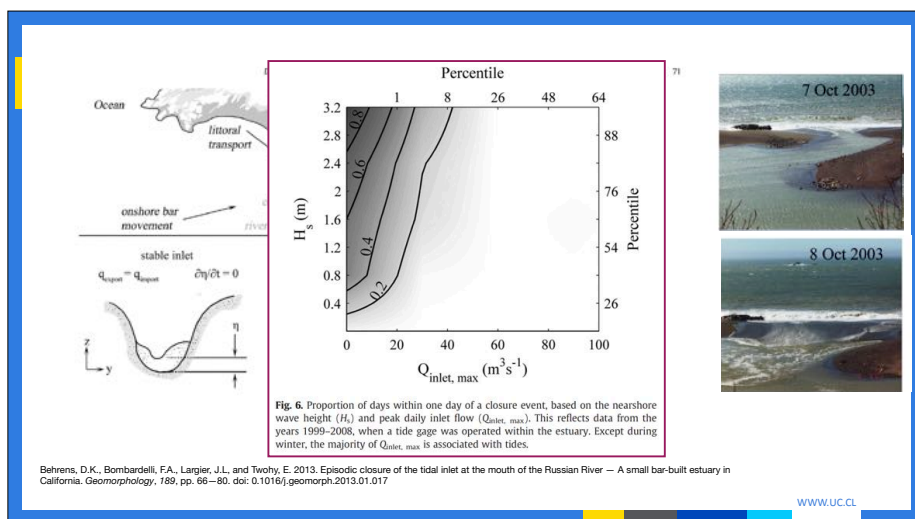 71
Ocean
littoral
transport
onshore bar
movement
river
stable inlet
q_export = q_import ∂η/∂t = 0
η
z
y
Percentile
1 8 26 48 64
3.2
2.8
2.4
2
1.6
1.2
0.8
0.4
H_s (m)
0.8
0.6
0.4
0.2
88
76
54
26
Percentile
0 20 40 60 80 100
Q_inlet, max (m³s⁻¹)
Fig. 6. Proportion of days within one day of a closure event, based on the nearshore
wave height (H_s) and peak daily inlet flow (Q_inlet, max). This reflects data from the
years 1999–2008, when a tide gage was operated within the estuary. Except during
winter, the majority of Q_inlet, max is associated with tides.
7 Oct 2003
8 Oct 2003
Behrens, D.K., Bombardelli, F.A., Largier, J.L, and Twohy, E. 2013. Episodic closure of the tidal inlet at the mouth of the Russian River — A small bar-built estuary in
California. Geomorphology, 189, pp. 66—80. doi: 0.1016/j.geomorph.2013.01.017
WWW.UC.CL